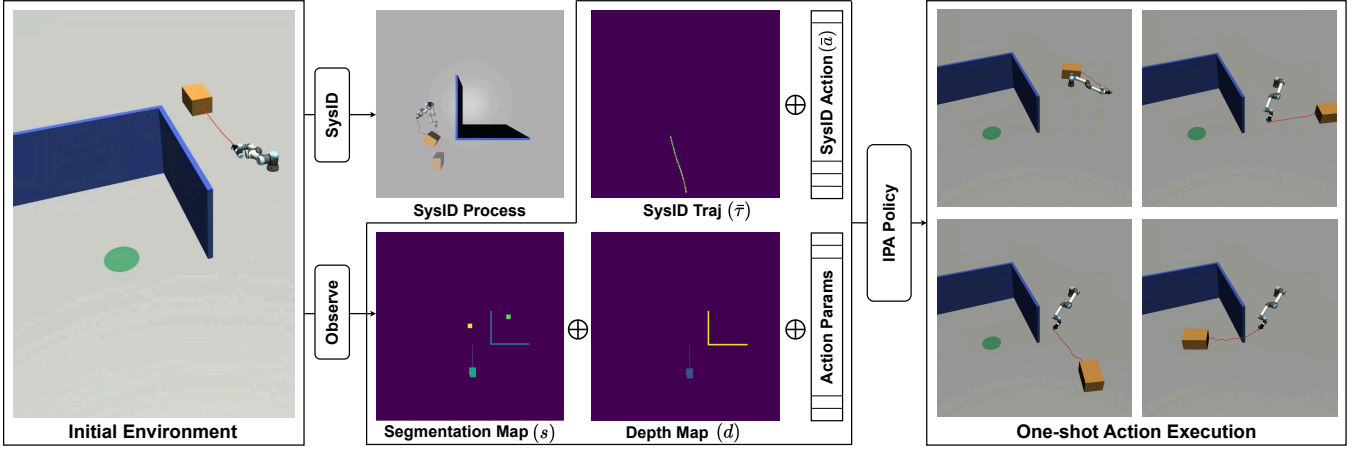 Initial Environment
SysID
Observe
SysID Process
SysID Traj (τ̄)
SysID Action (ā)
Segmentation Map (s)
Depth Map (d)
Action Params
IPA Policy
One-shot Action Execution